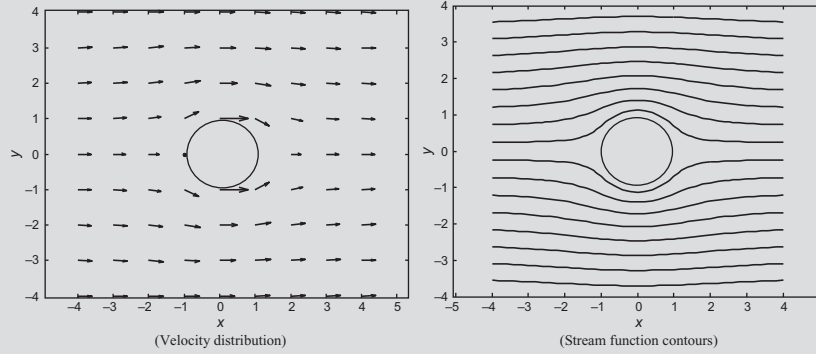 4
3
2
1
0
–1
–2
–3
–4
y
–4 –3 –2 –1 0 1 2 3 4 5
x
(Velocity distribution)
4
3
2
1
0
–1
–2
–3
–4
y
–5 –4 –3 –2 –1 0 1 2 3 4 5
x
(Stream function contours)